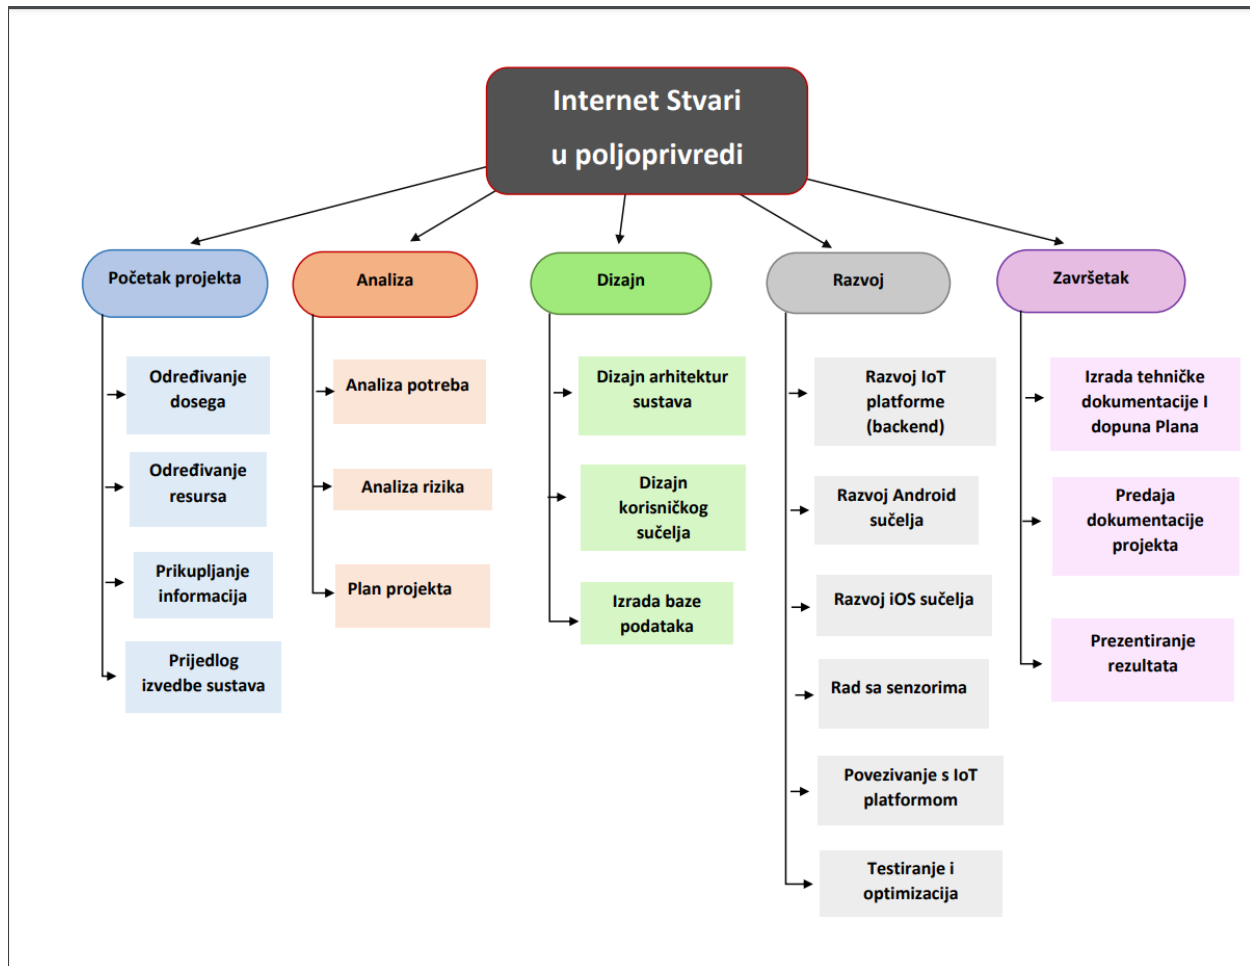 Internet Stvari
u poljoprivredi
Početak projekta
Analiza
Dizajn
Razvoj
Završetak
Određivanje
dosega
Određivanje
resursa
Prikupljanje
informacija
Prijedlog
izvedbe sustava
Analiza potreba
Analiza rizika
Plan projekta
Dizajn arhitektur
sustava
Dizajn
korisničkog
sučelja
Izrada baze
podataka
Razvoj IoT
platforme
(backend)
Razvoj Android
sučelja
Razvoj iOS sučelja
Rad sa senzorima
Povezivanje s IoT
platformom
Testiranje i
optimizacija
Izrada tehničke
dokumentacije I
dopuna Plana
Predaja
dokumentacije
projekta
Prezentiranje
rezultata